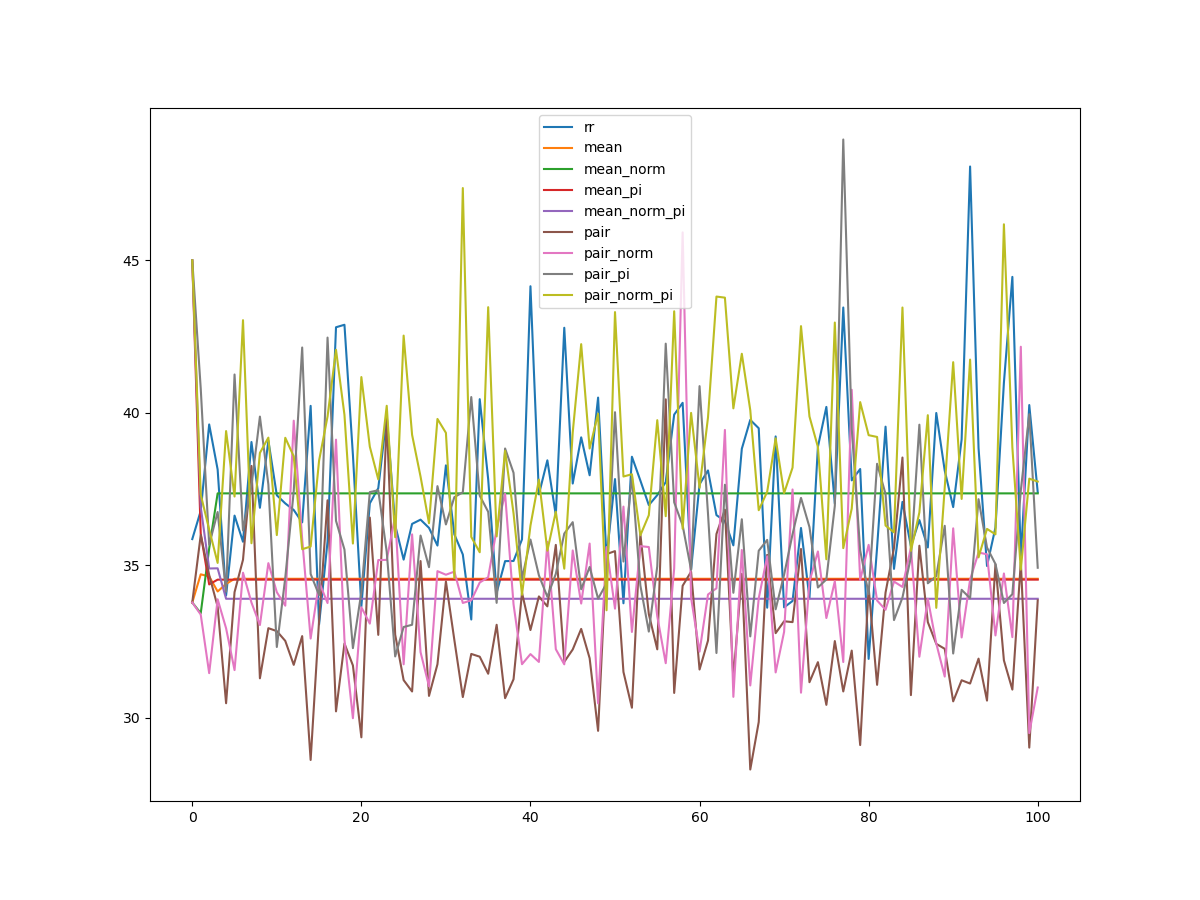 rr
mean
mean_norm
mean_pi
mean_norm_pi
pair
pair_norm
pair_pi
pair_norm_pi
45
40
35
30
0 20 40 60 80 100